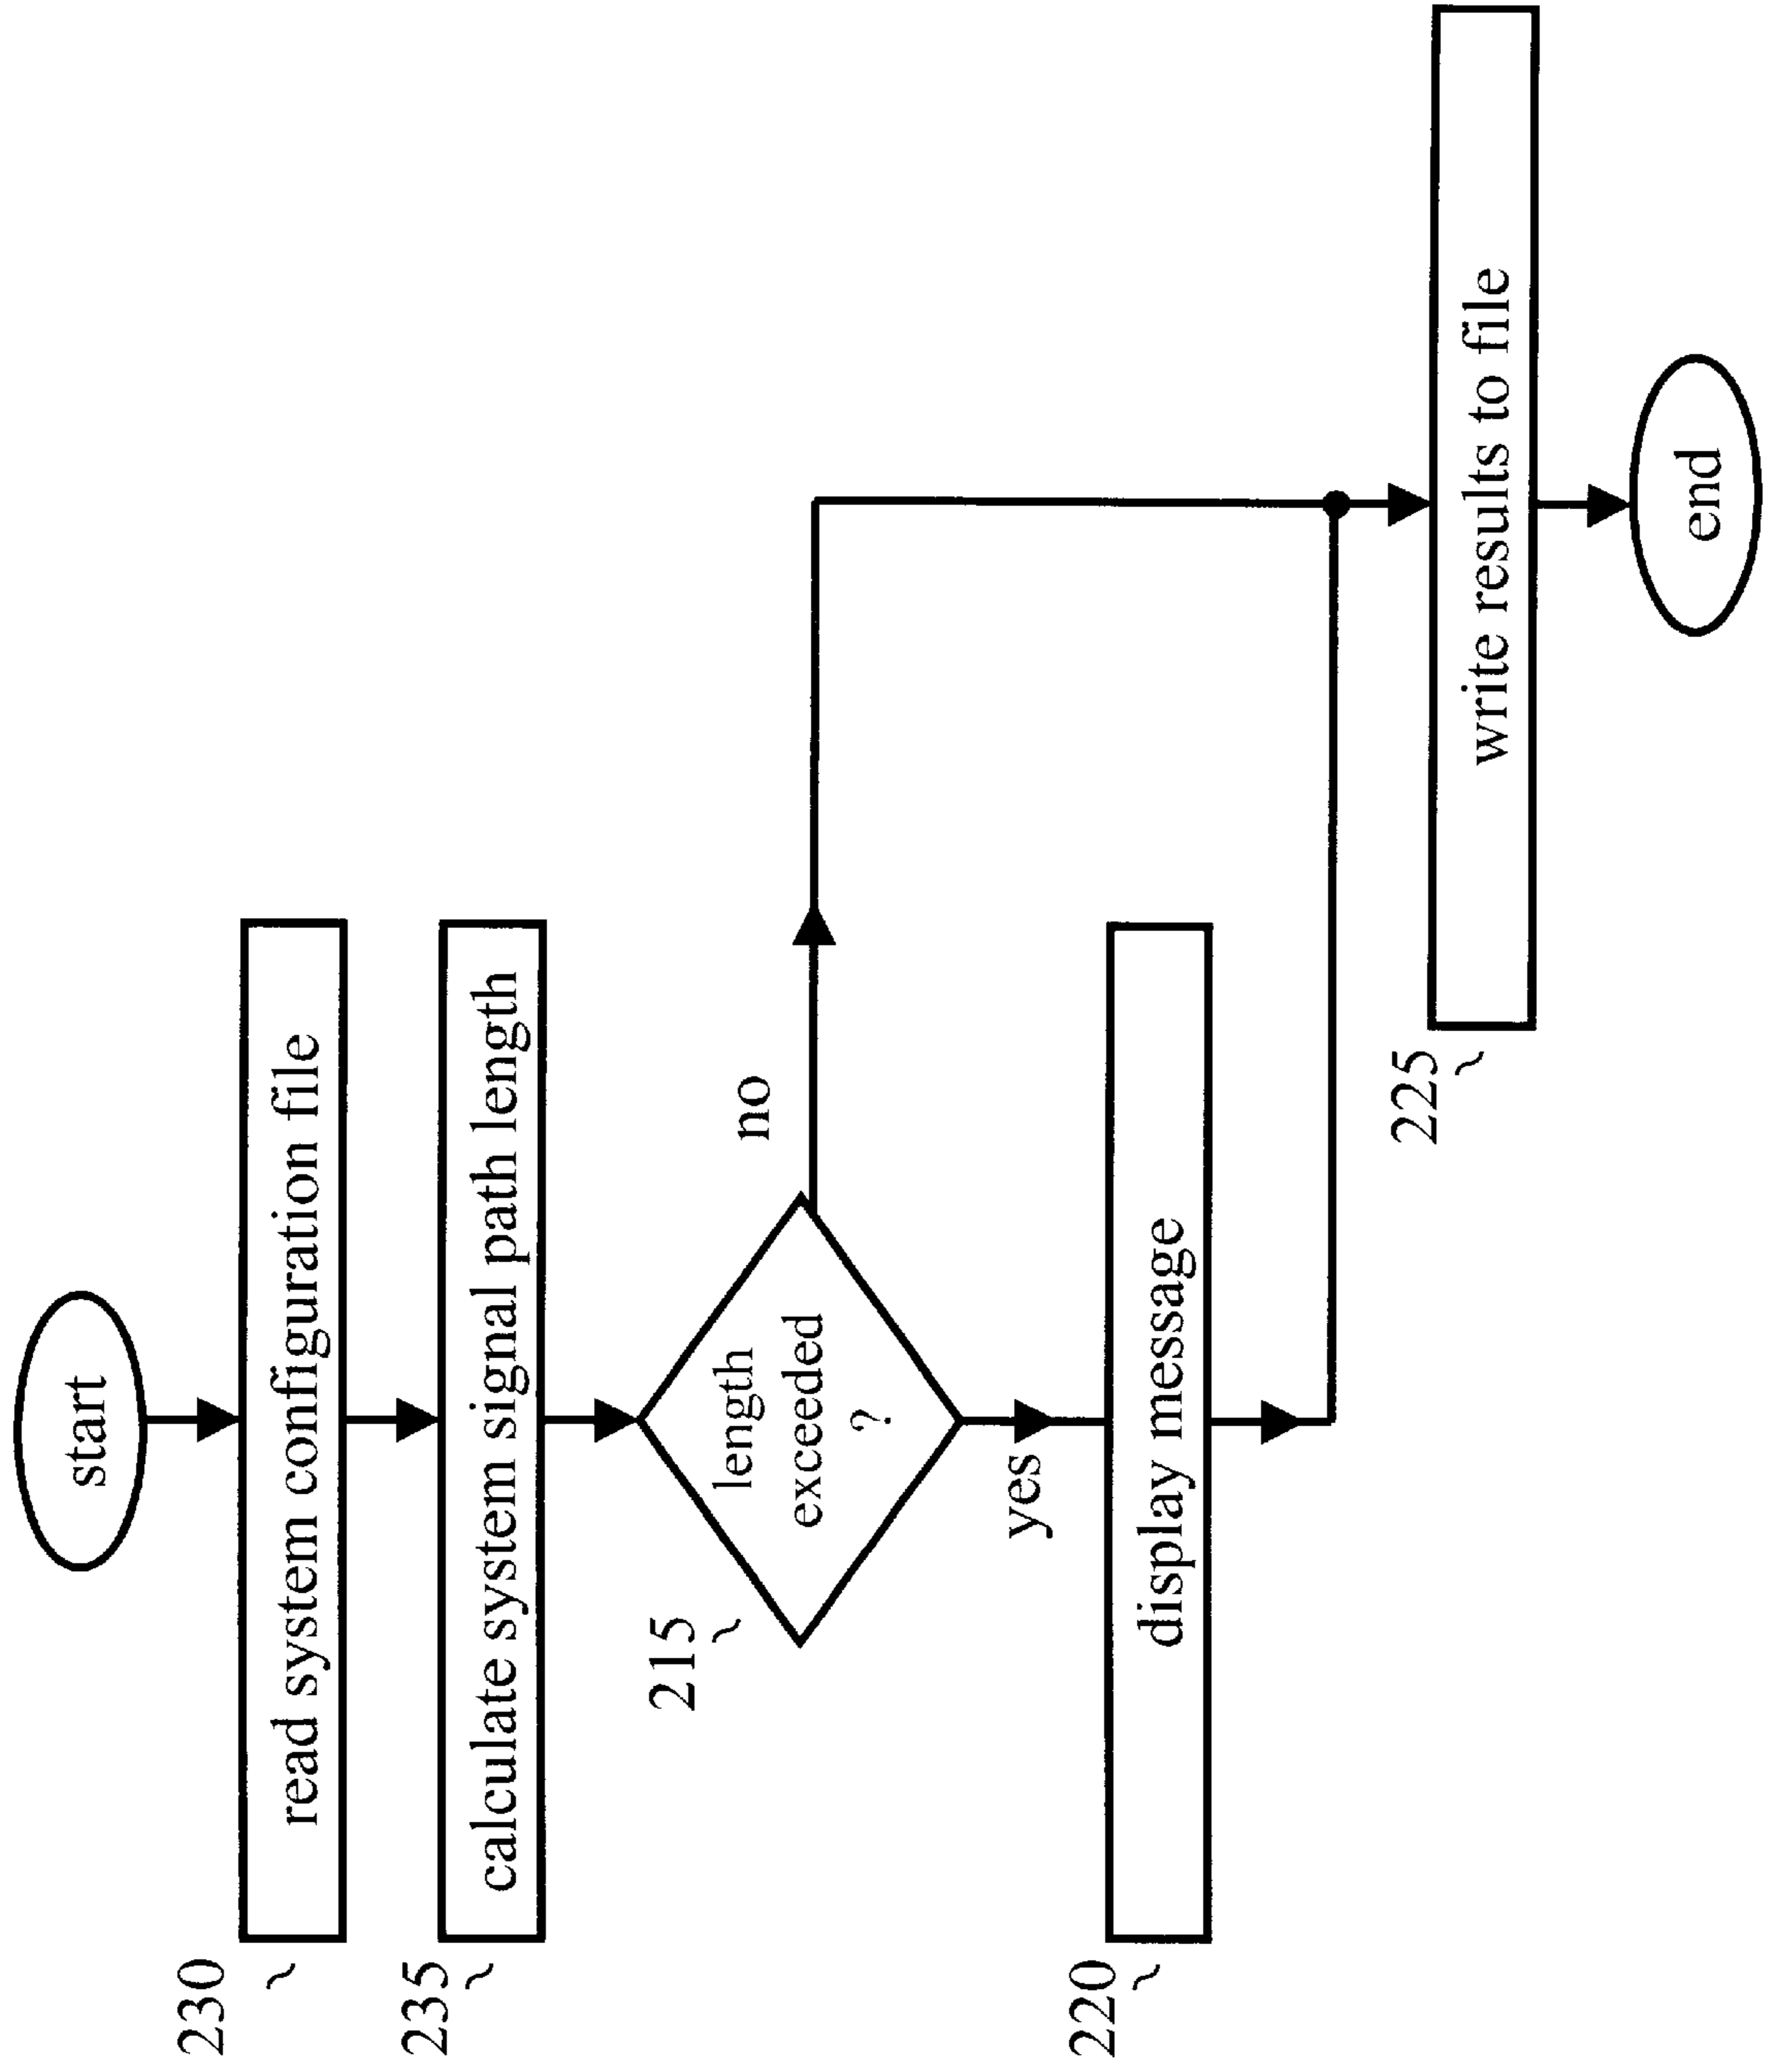 start
230
read system configuration file
235
calculate system signal path length
215
length
exceeded
?
no
yes
220
display message
225
write results to file
end